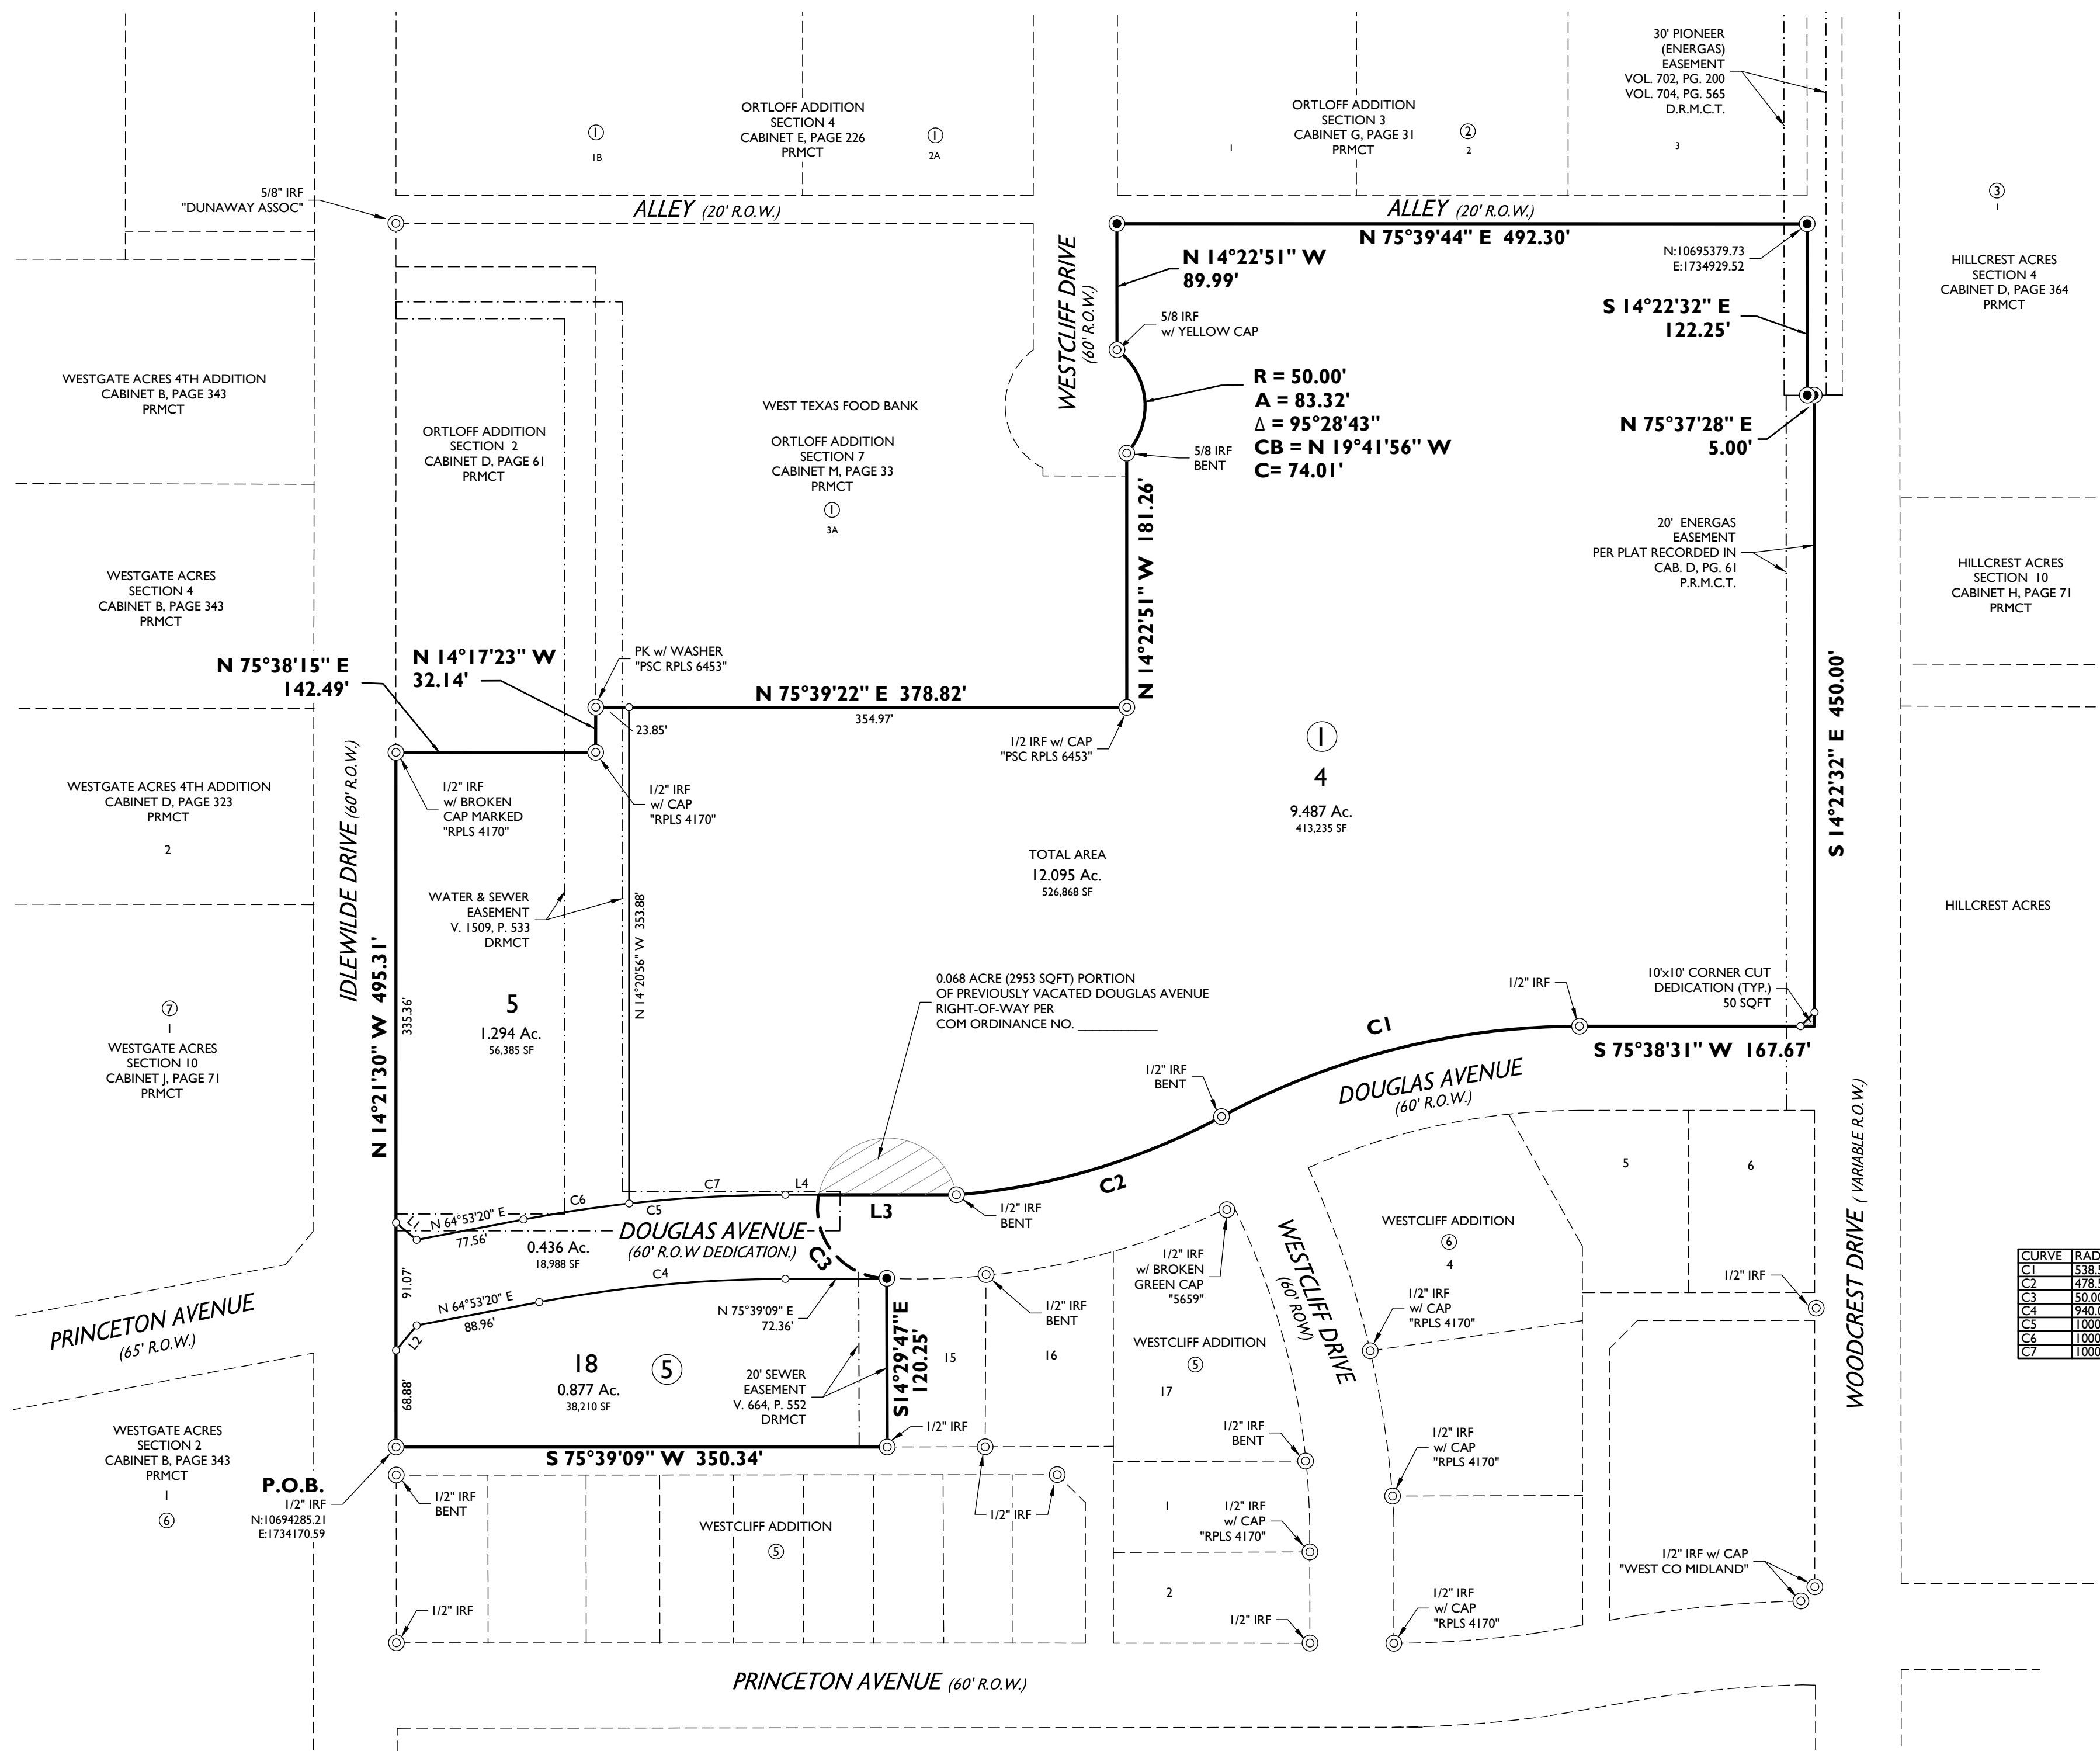 30' PIONEER
(ENERGAS)
EASEMENT
VOL. 702, PG. 200
VOL. 704, PG. 565
D.R.M.C.T.
ORTLOFF ADDITION
SECTION 4
CABINET E, PAGE 226
PRMCT
1
1B
1
2A
ORTLOFF ADDITION
SECTION 3
CABINET G, PAGE 31
PRMCT
1
2
2
3
3
1
5/8" IRF
"DUNAWAY ASSOC"
ALLEY (20' R.O.W.)
ALLEY (20' R.O.W.)
N 75°39'44" E 492.30'
N:10695379.73
E:1734929.52
HILLCREST ACRES
SECTION 4
CABINET D, PAGE 364
PRMCT
WESTCLIFF DRIVE
(60' R.O.W.)
N 14°22'51" W
89.99'
5/8 IRF
w/ YELLOW CAP
S 14°22'32" E
122.25'
R = 50.00'
A = 83.32'
Δ = 95°28'43"
CB = N 19°41'56" W
C= 74.01'
5/8 IRF
BENT
N 75°37'28" E
5.00'
WESTGATE ACRES 4TH ADDITION
CABINET B, PAGE 343
PRMCT
ORTLOFF ADDITION
SECTION 2
CABINET D, PAGE 61
PRMCT
WEST TEXAS FOOD BANK
ORTLOFF ADDITION
SECTION 7
CABINET M, PAGE 33
PRMCT
1
3A
N 14°22'51" W 181.26'
20' ENERGAS
EASEMENT
PER PLAT RECORDED IN
CAB. D, PG. 61
P.R.M.C.T.
HILLCREST ACRES
SECTION 10
CABINET H, PAGE 71
PRMCT
WESTGATE ACRES
SECTION 4
CABINET B, PAGE 343
PRMCT
N 75°38'15" E
142.49'
N 14°17'23" W
32.14'
PK w/ WASHER
"PSC RPLS 6453"
N 75°39'22" E 378.82'
354.97'
23.85'
1/2 IRF w/ CAP
"PSC RPLS 6453"
1
4
9.487 Ac.
413,235 SF
S 14°22'32" E 450.00'
WESTGATE ACRES 4TH ADDITION
CABINET D, PAGE 323
PRMCT
2
IDLEWILDE DRIVE (60' R.O.W.)
1/2" IRF
w/ BROKEN
CAP MARKED
"RPLS 4170"
1/2" IRF
w/ CAP
"RPLS 4170"
TOTAL AREA
12.095 Ac.
526,868 SF
WATER & SEWER
EASEMENT
V. 1509, P. 533
DRMCT
N 14°20'56" W 353.88'
HILLCREST ACRES
N 14°21'30" W 495.31'
335.36'
5
1.294 Ac.
56,385 SF
0.068 ACRE (2953 SQFT) PORTION
OF PREVIOUSLY VACATED DOUGLAS AVENUE
RIGHT-OF-WAY PER
COM ORDINANCE NO. ____________
1/2" IRF
10'x10' CORNER CUT
DEDICATION (TYP.)
50 SQFT
C1
S 75°38'31" W 167.67'
7
1
WESTGATE ACRES
SECTION 10
CABINET J, PAGE 71
PRMCT
1/2" IRF
BENT
DOUGLAS AVENUE
(60' R.O.W.)
C2
C7
L4
C6
C5
L3
1/2" IRF
BENT
L1
N 64°53'20" E
77.56'
DOUGLAS AVENUE
(60' R.O.W DEDICATION.)
0.436 Ac.
18,988 SF
C3
C4
91.07'
N 64°53'20" E
88.96'
L2
N 75°39'09" E
72.36'
S14°29'47"E
120.25'
68.88'
18
5
0.877 Ac.
38,210 SF
20' SEWER
EASEMENT
V. 664, P. 552
DRMCT
15
16
1/2" IRF
BENT
1/2" IRF
w/ BROKEN
GREEN CAP
"5659"
WESTCLIFF ADDITION
5
17
WESTCLIFF DRIVE
(60' ROW)
WESTCLIFF ADDITION
6
4
5
6
1/2" IRF
w/ CAP
"RPLS 4170"
1/2" IRF
WOODCREST DRIVE ( VARIABLE R.O.W.)
CURVE RAD
C1 538.5
C2 478.5
C3 50.00
C4 940.0
C5 1000
C6 1000
C7 1000
PRINCETON AVENUE
(65' R.O.W.)
1/2" IRF
S 75°39'09" W 350.34'
WESTGATE ACRES
SECTION 2
CABINET B, PAGE 343
PRMCT
1
6
P.O.B.
1/2" IRF
N:10694285.21
E:1734170.59
1/2" IRF
BENT
WESTCLIFF ADDITION
5
1/2" IRF
1/2" IRF
BENT
1/2" IRF
w/ CAP
"RPLS 4170"
1
1/2" IRF
w/ CAP
"RPLS 4170"
2
1/2" IRF
1/2" IRF
1/2" IRF
w/ CAP
"RPLS 4170"
1/2" IRF w/ CAP
"WEST CO MIDLAND"
PRINCETON AVENUE (60' R.O.W.)